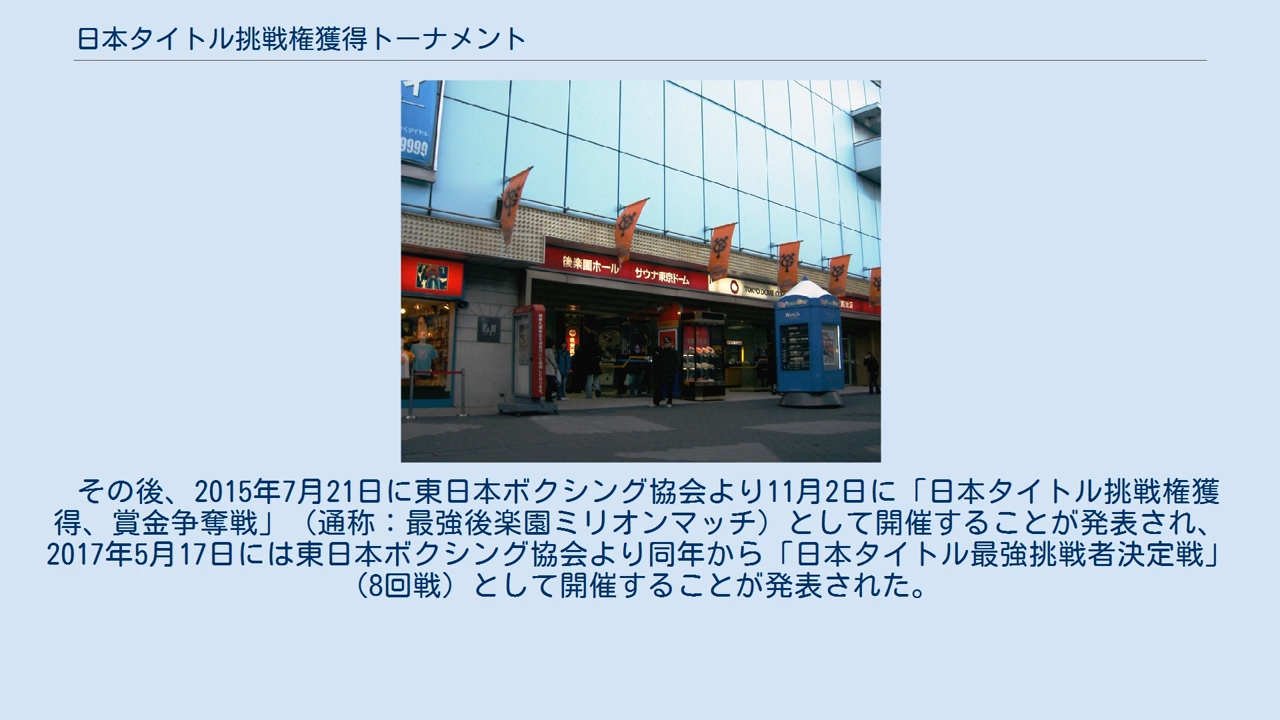 日本タイトル挑戦権獲得トーナメント
9999
後楽園ホール サウナ東京ドーム
TOKYO DOME
その後、2015年7月21日に東日本ボクシング協会より11月2日に「日本タイトル挑戦権獲
得、賞金争奪戦」（通称：最強後楽園ミリオンマッチ）として開催することが発表され、
2017年5月17日には東日本ボクシング協会より同年から「日本タイトル最強挑戦者決定戦」
（8回戦）として開催することが発表された。